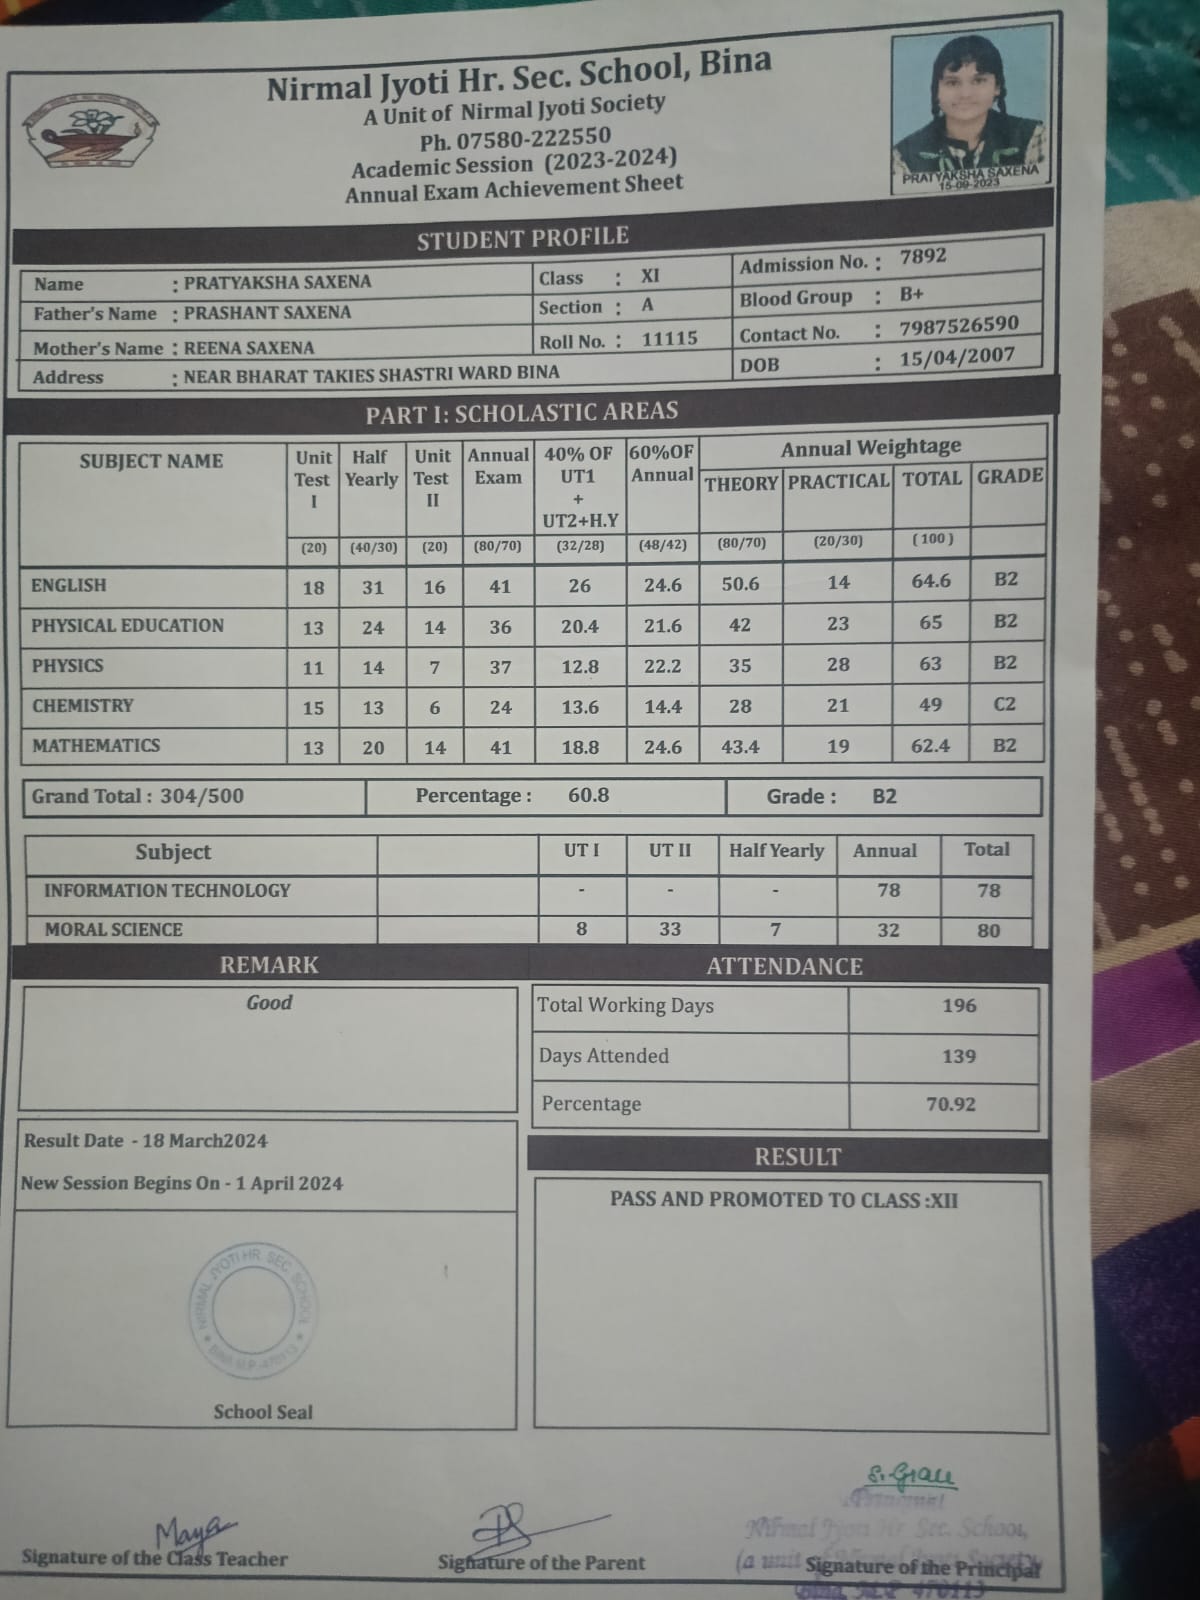 Nirmal Jyoti Hr. Sec. School, Bina
A Unit of Nirmal Jyoti Society
Ph. 07580-222550
Academic Session (2023-2024)
Annual Exam Achievement Sheet
PRATYAKSHA SAXENA
15-09-2023
STUDENT PROFILE
Name : PRATYAKSHA SAXENA Class : XI Admission No. : 7892
Father's Name : PRASHANT SAXENA Section : A Blood Group : B+
Mother's Name : REENA SAXENA Roll No. : 11115 Contact No. : 7987526590
Address : NEAR BHARAT TAKIES SHASTRI WARD BINA DOB : 15/04/2007
PART I: SCHOLASTIC AREAS
SUBJECT NAME Unit Test I Half Yearly Unit Test II Annual Exam 40% OF UT1 + UT2+H.Y 60%OF Annual Annual Weightage
THEORY PRACTICAL TOTAL GRADE
(20) (40/30) (20) (80/70) (32/28) (48/42) (80/70) (20/30) (100)
ENGLISH 18 31 16 41 26 24.6 50.6 14 64.6 B2
PHYSICAL EDUCATION 13 24 14 36 20.4 21.6 42 23 65 B2
PHYSICS 11 14 7 37 12.8 22.2 35 28 63 B2
CHEMISTRY 15 13 6 24 13.6 14.4 28 21 49 C2
MATHEMATICS 13 20 14 41 18.8 24.6 43.4 19 62.4 B2
Grand Total : 304/500 Percentage : 60.8 Grade : B2
Subject UT I UT II Half Yearly Annual Total
INFORMATION TECHNOLOGY - - - 78 78
MORAL SCIENCE 8 33 7 32 80
REMARK
Good
ATTENDANCE
Total Working Days 196
Days Attended 139
Percentage 70.92
Result Date - 18 March2024
New Session Begins On - 1 April 2024
RESULT
PASS AND PROMOTED TO CLASS :XII
NIRMAL JYOTI HR. SEC. SCHOOL
BINA M.P.-470113
School Seal
Maya
Signature of the Class Teacher
Signature of the Parent
S. Grace
Principal
Nirmal Jyoti Hr Sec. School,
(a unit of Nirmal Jyoti Society
Bina, M.P. 470113
Signature of the Principal